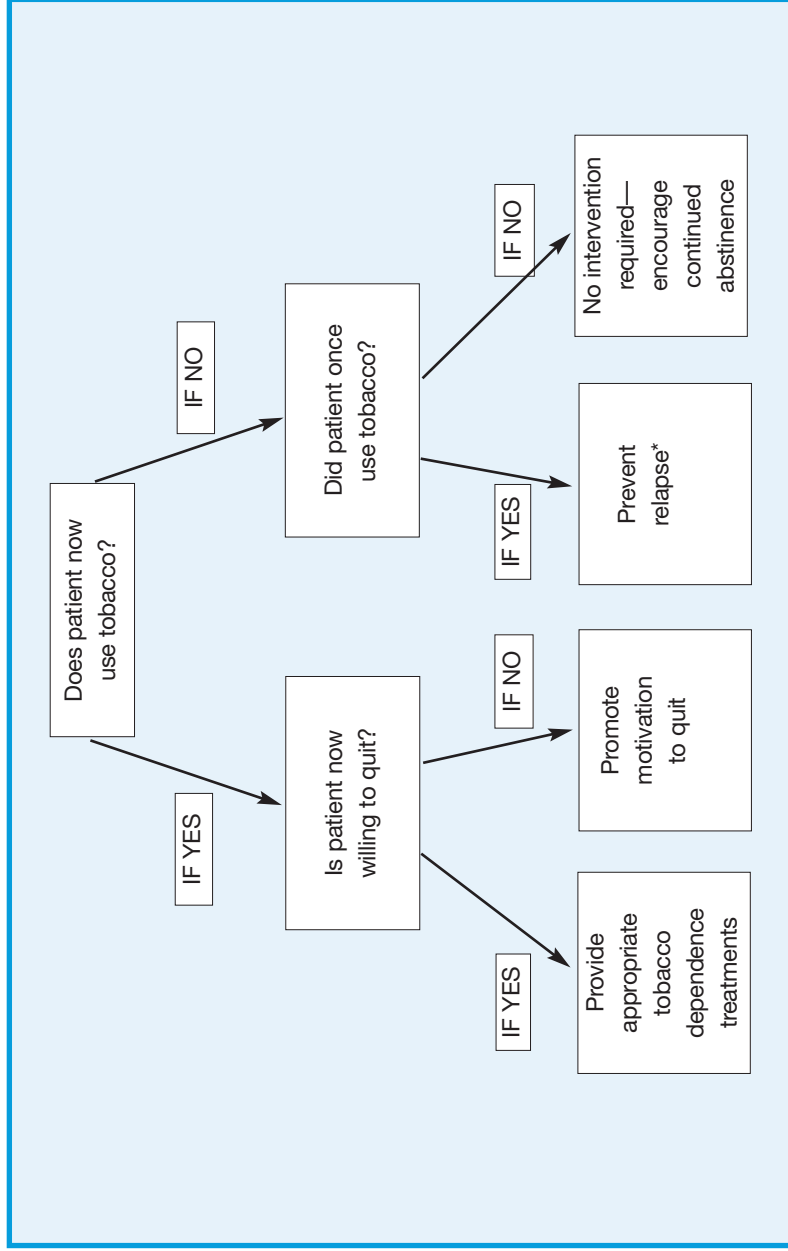 Does patient now
use tobacco?
IF YES
IF NO
Is patient now
willing to quit?
Did patient once
use tobacco?
IF YES
IF NO
IF YES
IF NO
Provide
appropriate
tobacco
dependence
treatments
Promote
motivation
to quit
Prevent
relapse*
No intervention
required—
encourage
continued
abstinence